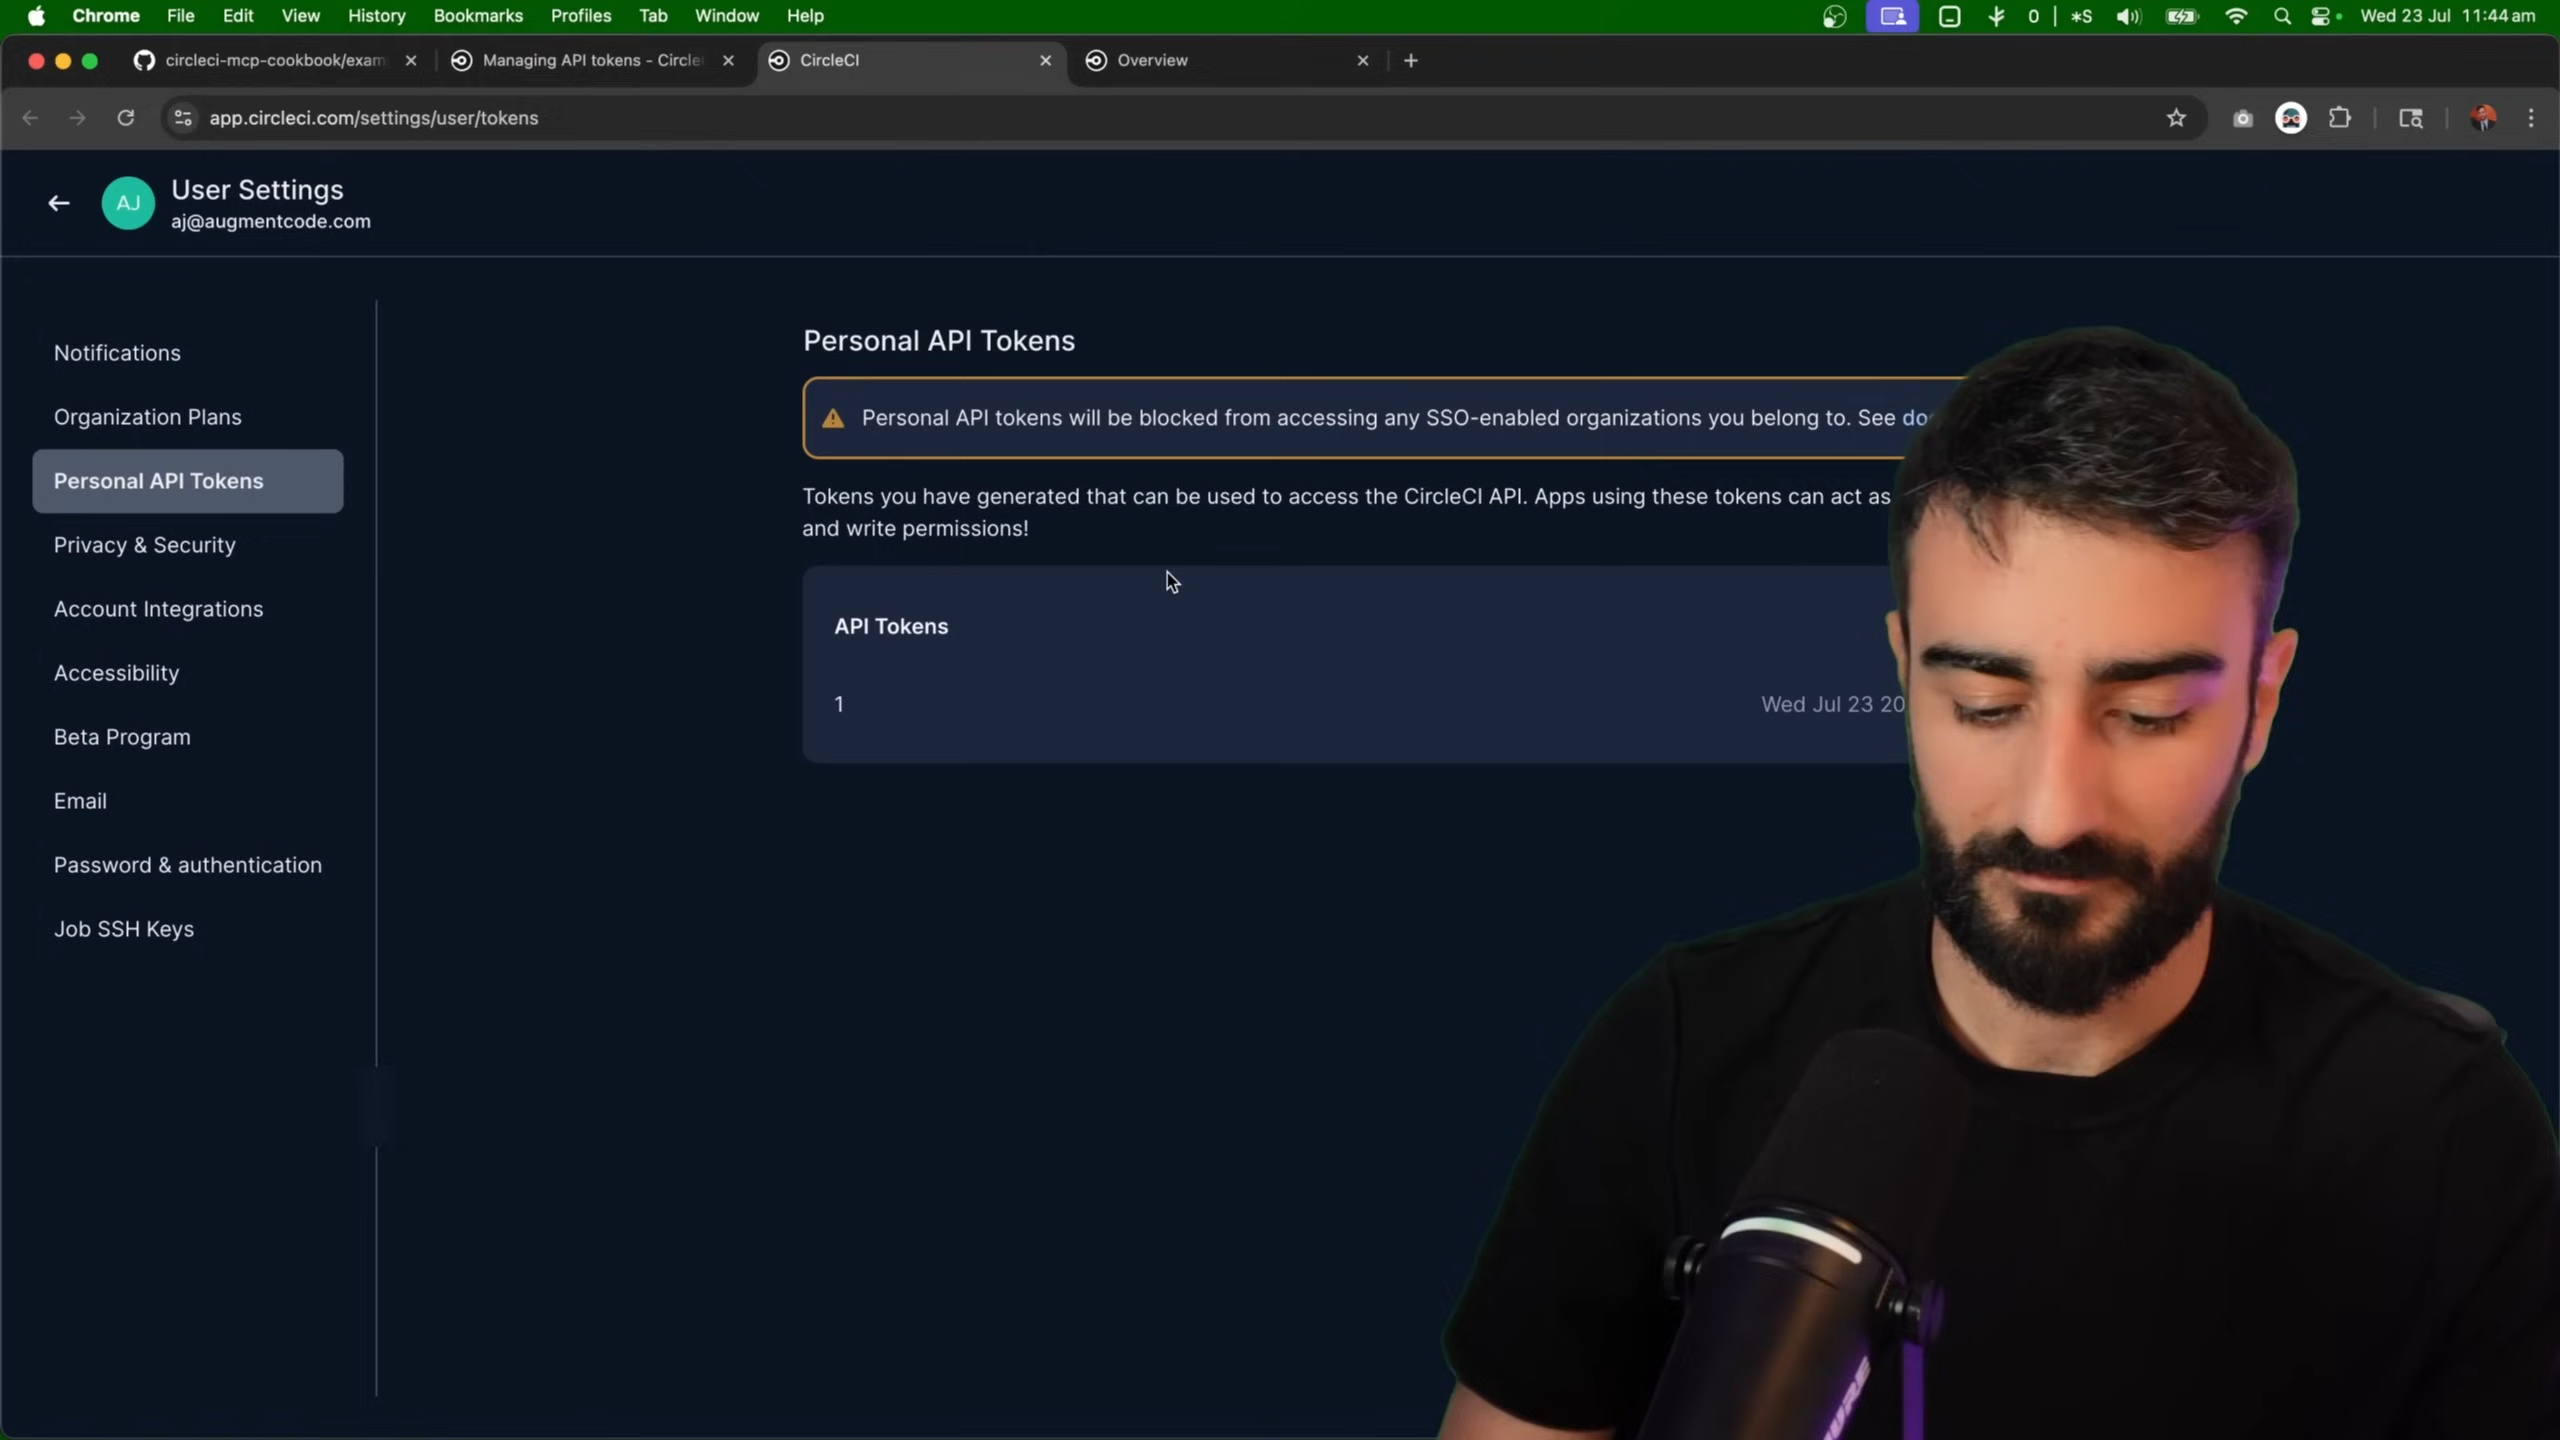 Chrome File Edit View History Bookmarks Profiles Tab Window Help 0 *S Wed 23 Jul 11:44 am
circleci-mcp-cookbook/exam Managing API tokens - Circle CircleCI Overview
app.circleci.com/settings/user/tokens
AJ
User Settings
aj@augmentcode.com
Notifications
Organization Plans
Personal API Tokens
Privacy & Security
Account Integrations
Accessibility
Beta Program
Email
Password & authentication
Job SSH Keys
Personal API Tokens
Personal API tokens will be blocked from accessing any SSO-enabled organizations you belong to. See do
Tokens you have generated that can be used to access the CircleCI API. Apps using these tokens can act as
and write permissions!
API Tokens
1 Wed Jul 23 20